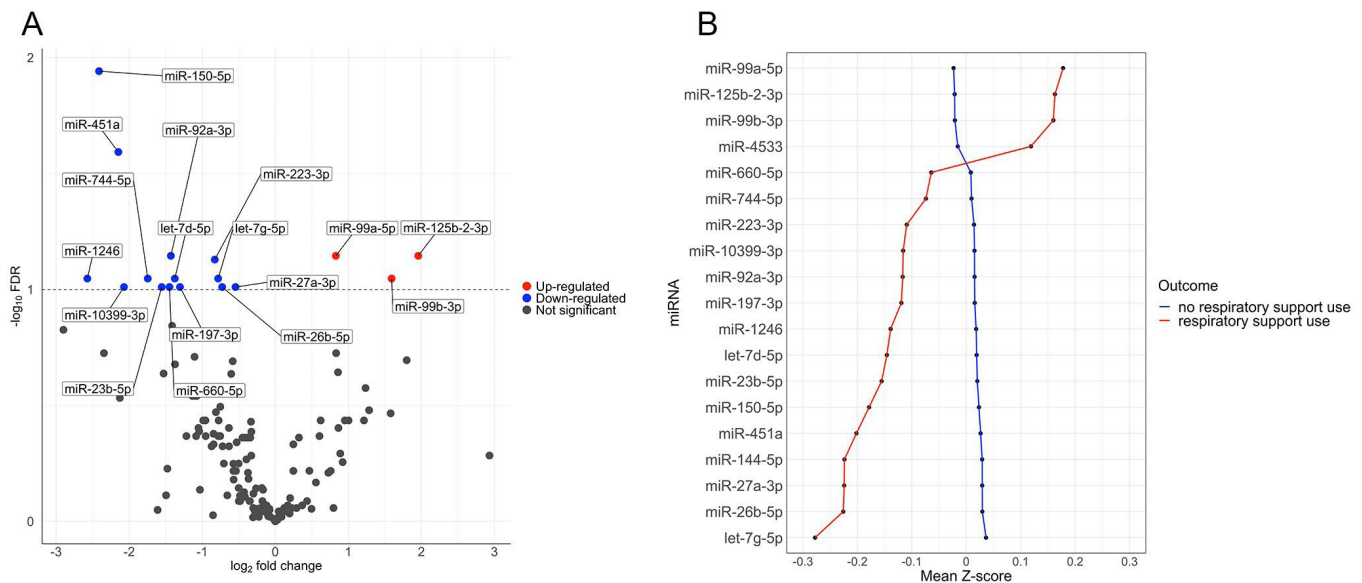 A
2
1
0
-log10 FDR
miR-150-5p
miR-451a
miR-92a-3p
miR-744-5p
miR-223-3p
let-7d-5p
let-7g-5p
miR-99a-5p
miR-125b-2-3p
miR-1246
miR-27a-3p
miR-10399-3p
miR-99b-3p
miR-197-3p
miR-26b-5p
miR-23b-5p
miR-660-5p
-3
-2
-1
0
1
2
3
log2 fold change
Up-regulated
Down-regulated
Not significant
B
miRNA
miR-99a-5p
miR-125b-2-3p
miR-99b-3p
miR-4533
miR-660-5p
miR-744-5p
miR-223-3p
miR-10399-3p
miR-92a-3p
miR-197-3p
miR-1246
let-7d-5p
miR-23b-5p
miR-150-5p
miR-451a
miR-144-5p
miR-27a-3p
miR-26b-5p
let-7g-5p
-0.3
-0.2
-0.1
0
0.1
0.2
0.3
Mean Z-score
Outcome
no respiratory support use
respiratory support use